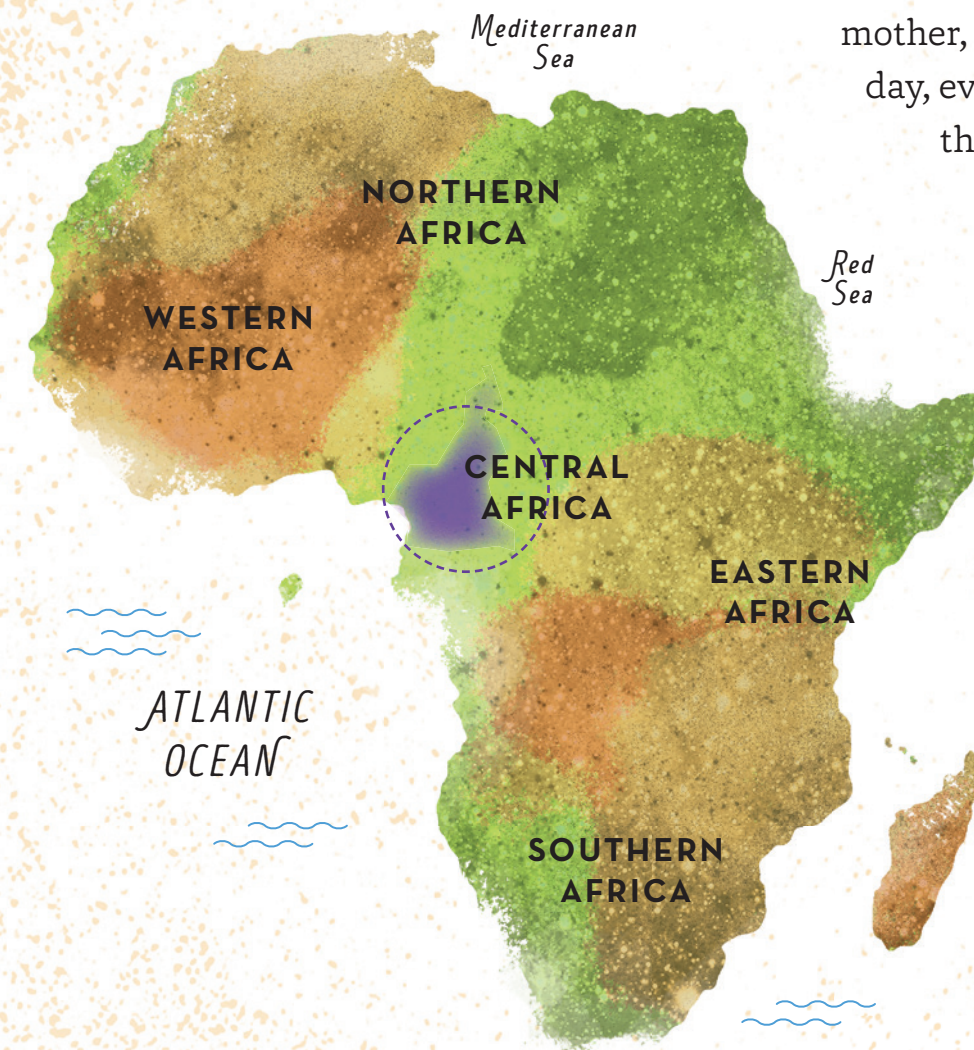 Mediterranean
Sea
mother,
day, ev
th
NORTHERN
AFRICA
Red
Sea
WESTERN
AFRICA
CENTRAL
AFRICA
EASTERN
AFRICA
ATLANTIC
OCEAN
SOUTHERN
AFRICA